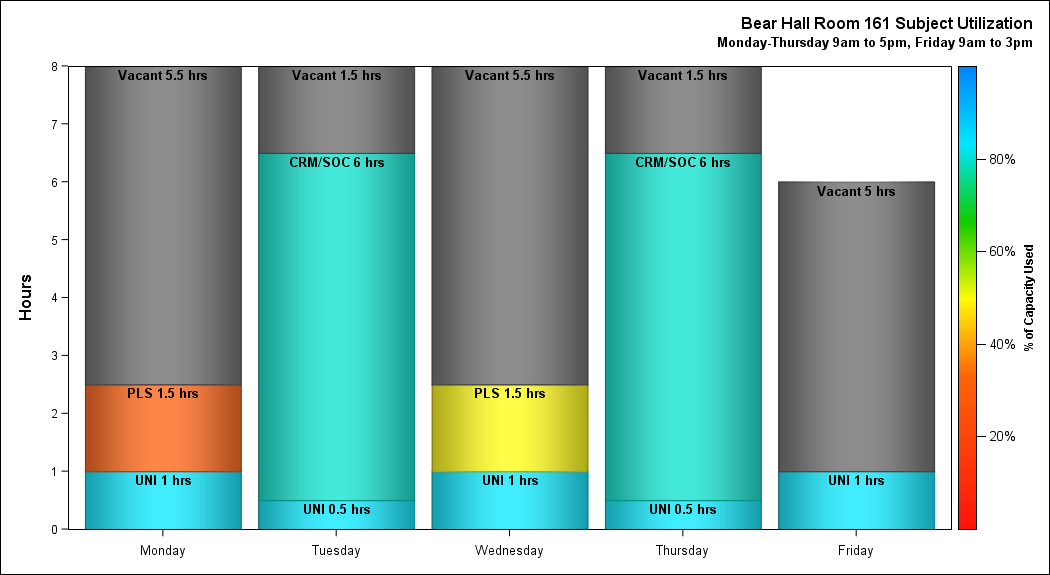 Bear Hall Room 161 Subject Utilization
Monday-Thursday 9am to 5pm, Friday 9am to 3pm
Hours
8
7
6
5
4
3
2
1
0
Vacant 5.5 hrs
PLS 1.5 hrs
UNI 1 hrs
Vacant 1.5 hrs
CRM/SOC 6 hrs
UNI 0.5 hrs
Vacant 5.5 hrs
PLS 1.5 hrs
UNI 1 hrs
Vacant 1.5 hrs
CRM/SOC 6 hrs
UNI 0.5 hrs
Vacant 5 hrs
UNI 1 hrs
Monday
Tuesday
Wednesday
Thursday
Friday
80%
60%
40%
20%
% of Capacity Used